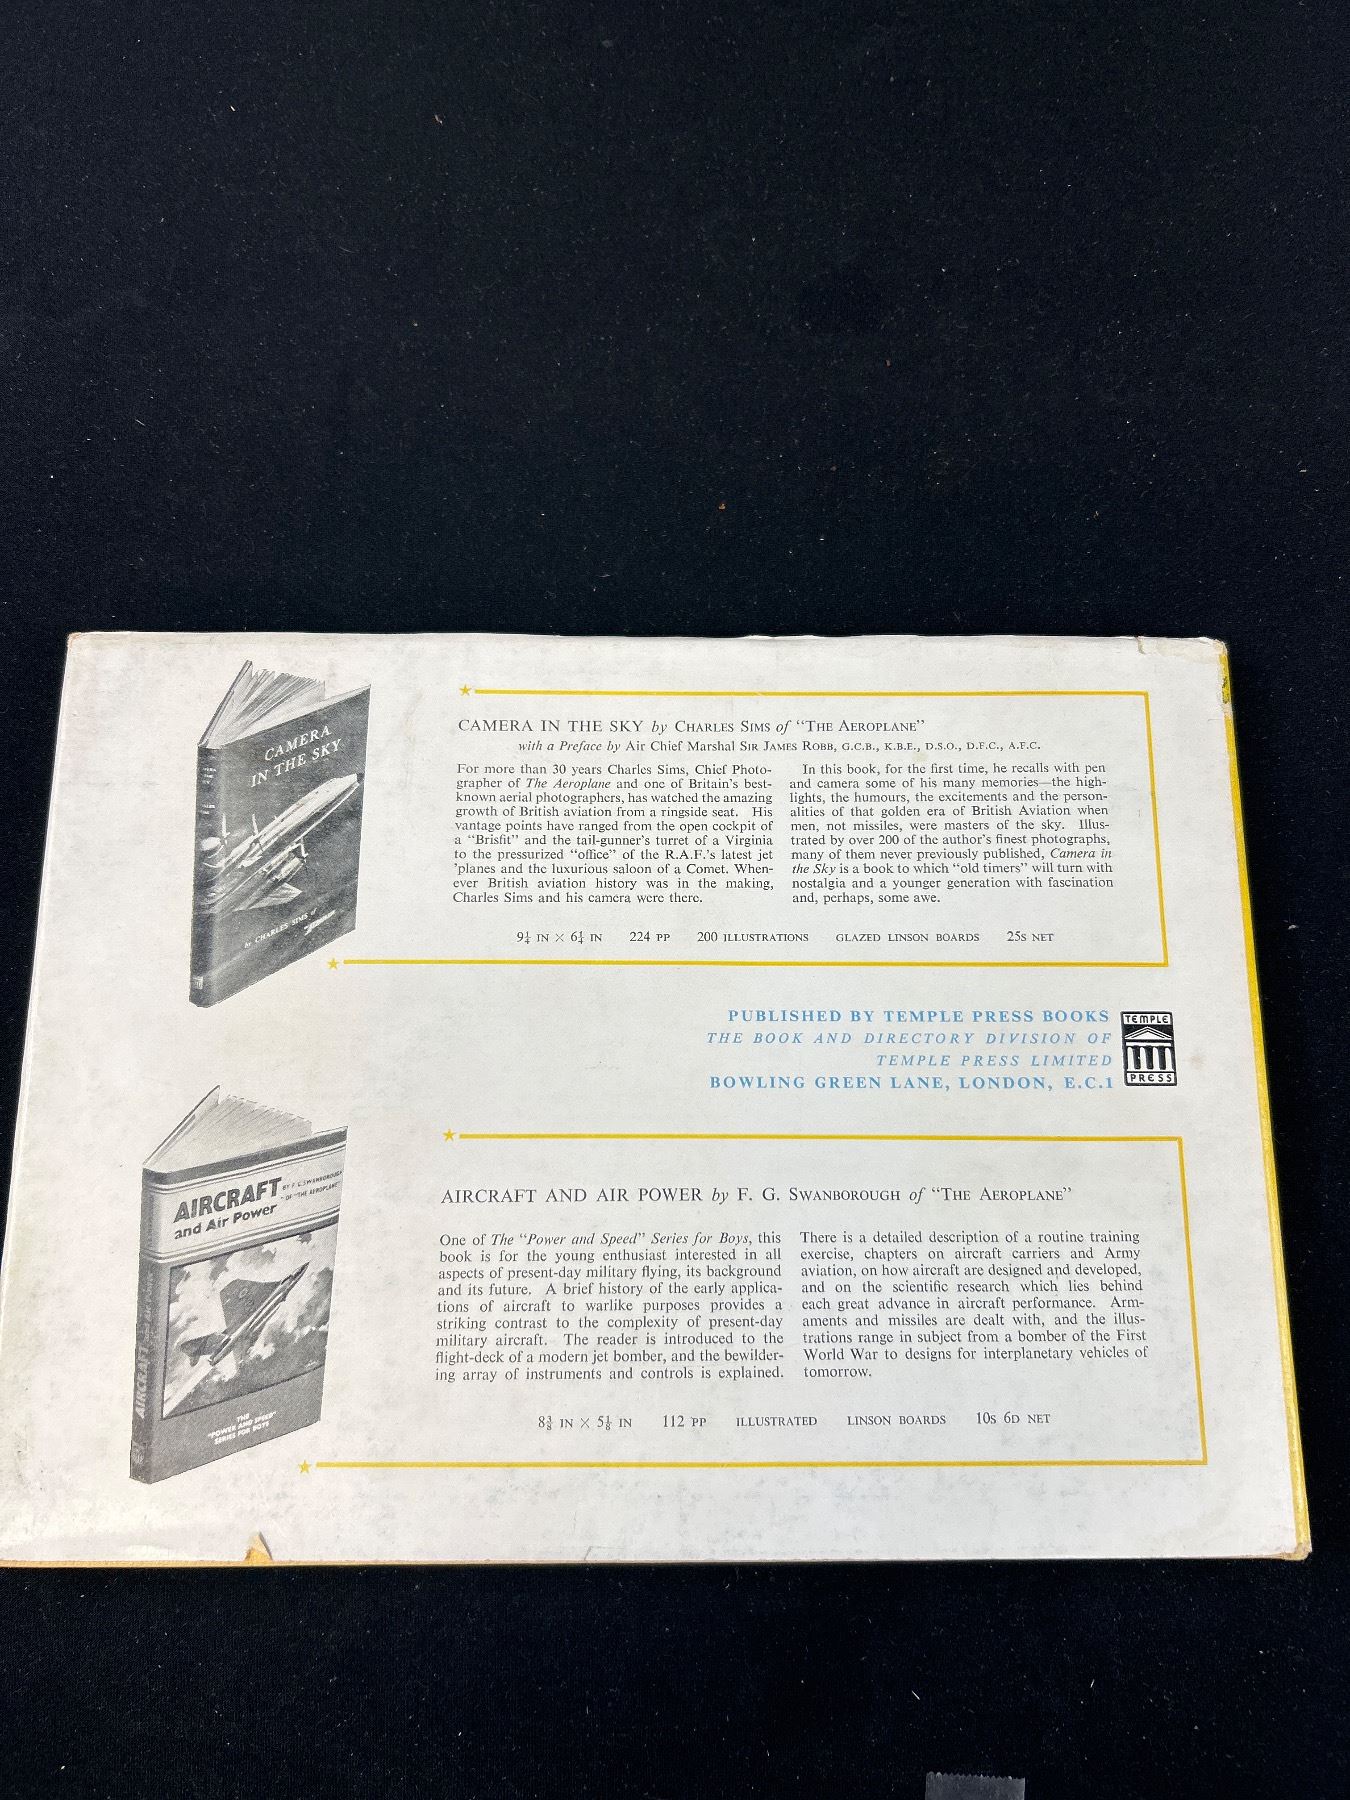 CAMERA
IN THE SKY
by CHARLES SIMS of
CAMERA IN THE SKY by CHARLES SIMS of "THE AEROPLANE"
with a Preface by Air Chief Marshal SIR JAMES ROBB, G.C.B., K.B.E., D.S.O., D.F.C., A.F.C.
For more than 30 years Charles Sims, Chief Photo-
grapher of The Aeroplane and one of Britain's best-
known aerial photographers, has watched the amazing
growth of British aviation from a ringside seat. His
vantage points have ranged from the open cockpit of
a "Brisfit" and the tail-gunner's turret of a Virginia
to the pressurized "office" of the R.A.F.'s latest jet
'planes and the luxurious saloon of a Comet. When-
ever British aviation history was in the making,
Charles Sims and his camera were there.
In this book, for the first time, he recalls with pen
and camera some of his many memories—the high-
lights, the humours, the excitements and the person-
alities of that golden era of British Aviation when
men, not missiles, were masters of the sky. Illus-
trated by over 200 of the author's finest photographs,
many of them never previously published, Camera in
the Sky is a book to which "old timers" will turn with
nostalgia and a younger generation with fascination
and, perhaps, some awe.
9¼ IN × 6¼ IN 224 PP 200 ILLUSTRATIONS GLAZED LINSON BOARDS 25S NET
PUBLISHED BY TEMPLE PRESS BOOKS
THE BOOK AND DIRECTORY DIVISION OF
TEMPLE PRESS LIMITED
BOWLING GREEN LANE, LONDON, E.C.1
TEMPLE
PRESS
AIRCRAFT
and Air Power
BY F. G. SWANBOROUGH
OF "THE AEROPLANE"
AIRCRAFT and AIR POWER
THE
"POWER AND SPEED"
SERIES FOR BOYS
AIRCRAFT AND AIR POWER by F. G. SWANBOROUGH of "THE AEROPLANE"
One of The "Power and Speed" Series for Boys, this
book is for the young enthusiast interested in all
aspects of present-day military flying, its background
and its future. A brief history of the early applica-
tions of aircraft to warlike purposes provides a
striking contrast to the complexity of present-day
military aircraft. The reader is introduced to the
flight-deck of a modern jet bomber, and the bewilder-
ing array of instruments and controls is explained.
There is a detailed description of a routine training
exercise, chapters on aircraft carriers and Army
aviation, on how aircraft are designed and developed,
and on the scientific research which lies behind
each great advance in aircraft performance. Arm-
aments and missiles are dealt with, and the illus-
trations range in subject from a bomber of the First
World War to designs for interplanetary vehicles of
tomorrow.
8⅜ IN × 5⅛ IN 112 PP ILLUSTRATED LINSON BOARDS 10S 6D NET